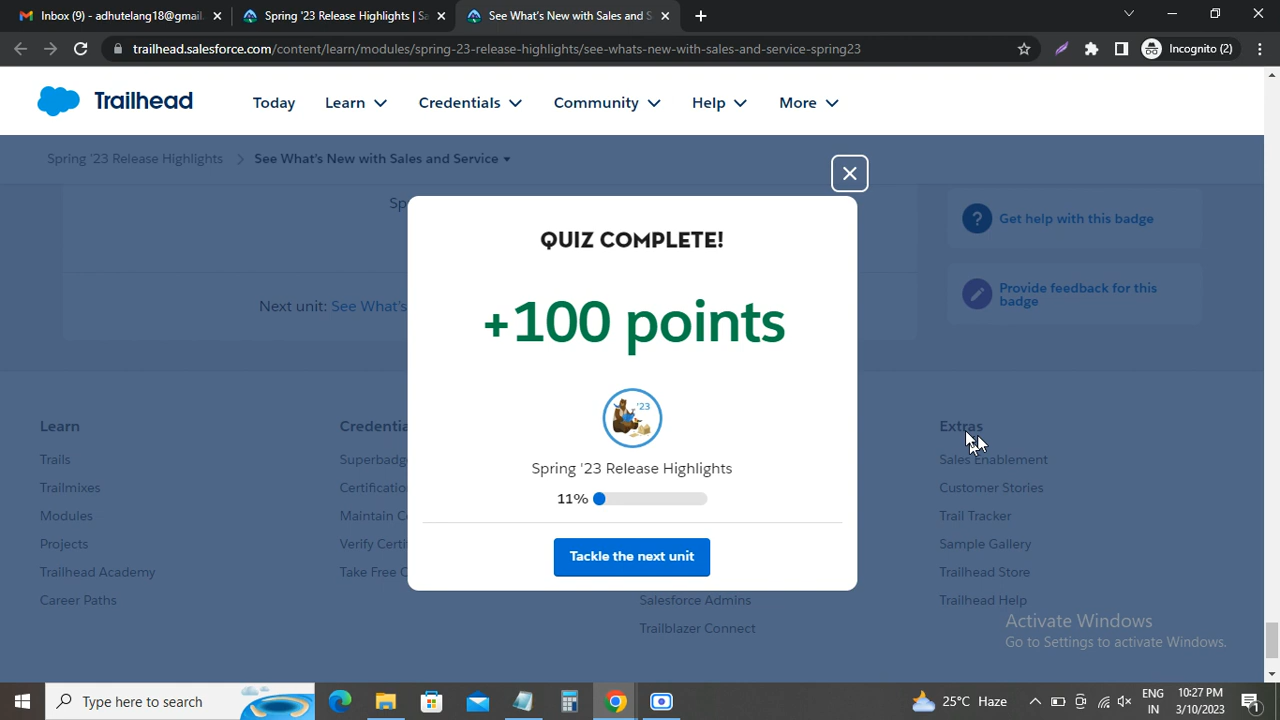 Inbox (9) - adhutelang18@gmail.
Spring '23 Release Highlights | Sa
See What's New with Sales and S
trailhead.salesforce.com/content/learn/modules/spring-23-release-highlights/see-whats-new-with-sales-and-service-spring23
Incognito (2)
Trailhead
Today Learn Credentials Community Help More
Spring '23 Release Highlights > See What's New with Sales and Service
Sp
Get help with this badge
Next unit: See What's
Provide feedback for this
badge
QUIZ COMPLETE!
+100 points
'23
Spring '23 Release Highlights
11%
Tackle the next unit
Learn
Trails
Trailmixes
Modules
Projects
Trailhead Academy
Career Paths
Credentia
Superbadg
Certificatio
Maintain Ce
Verify Certi
Take Free C
Salesforce Admins
Trailblazer Connect
Extras
Sales Enablement
Customer Stories
Trail Tracker
Sample Gallery
Trailhead Store
Trailhead Help
Activate Windows
Go to Settings to activate Windows.
Type here to search
25°C Haze
ENG
IN
10:27 PM
3/10/2023
1